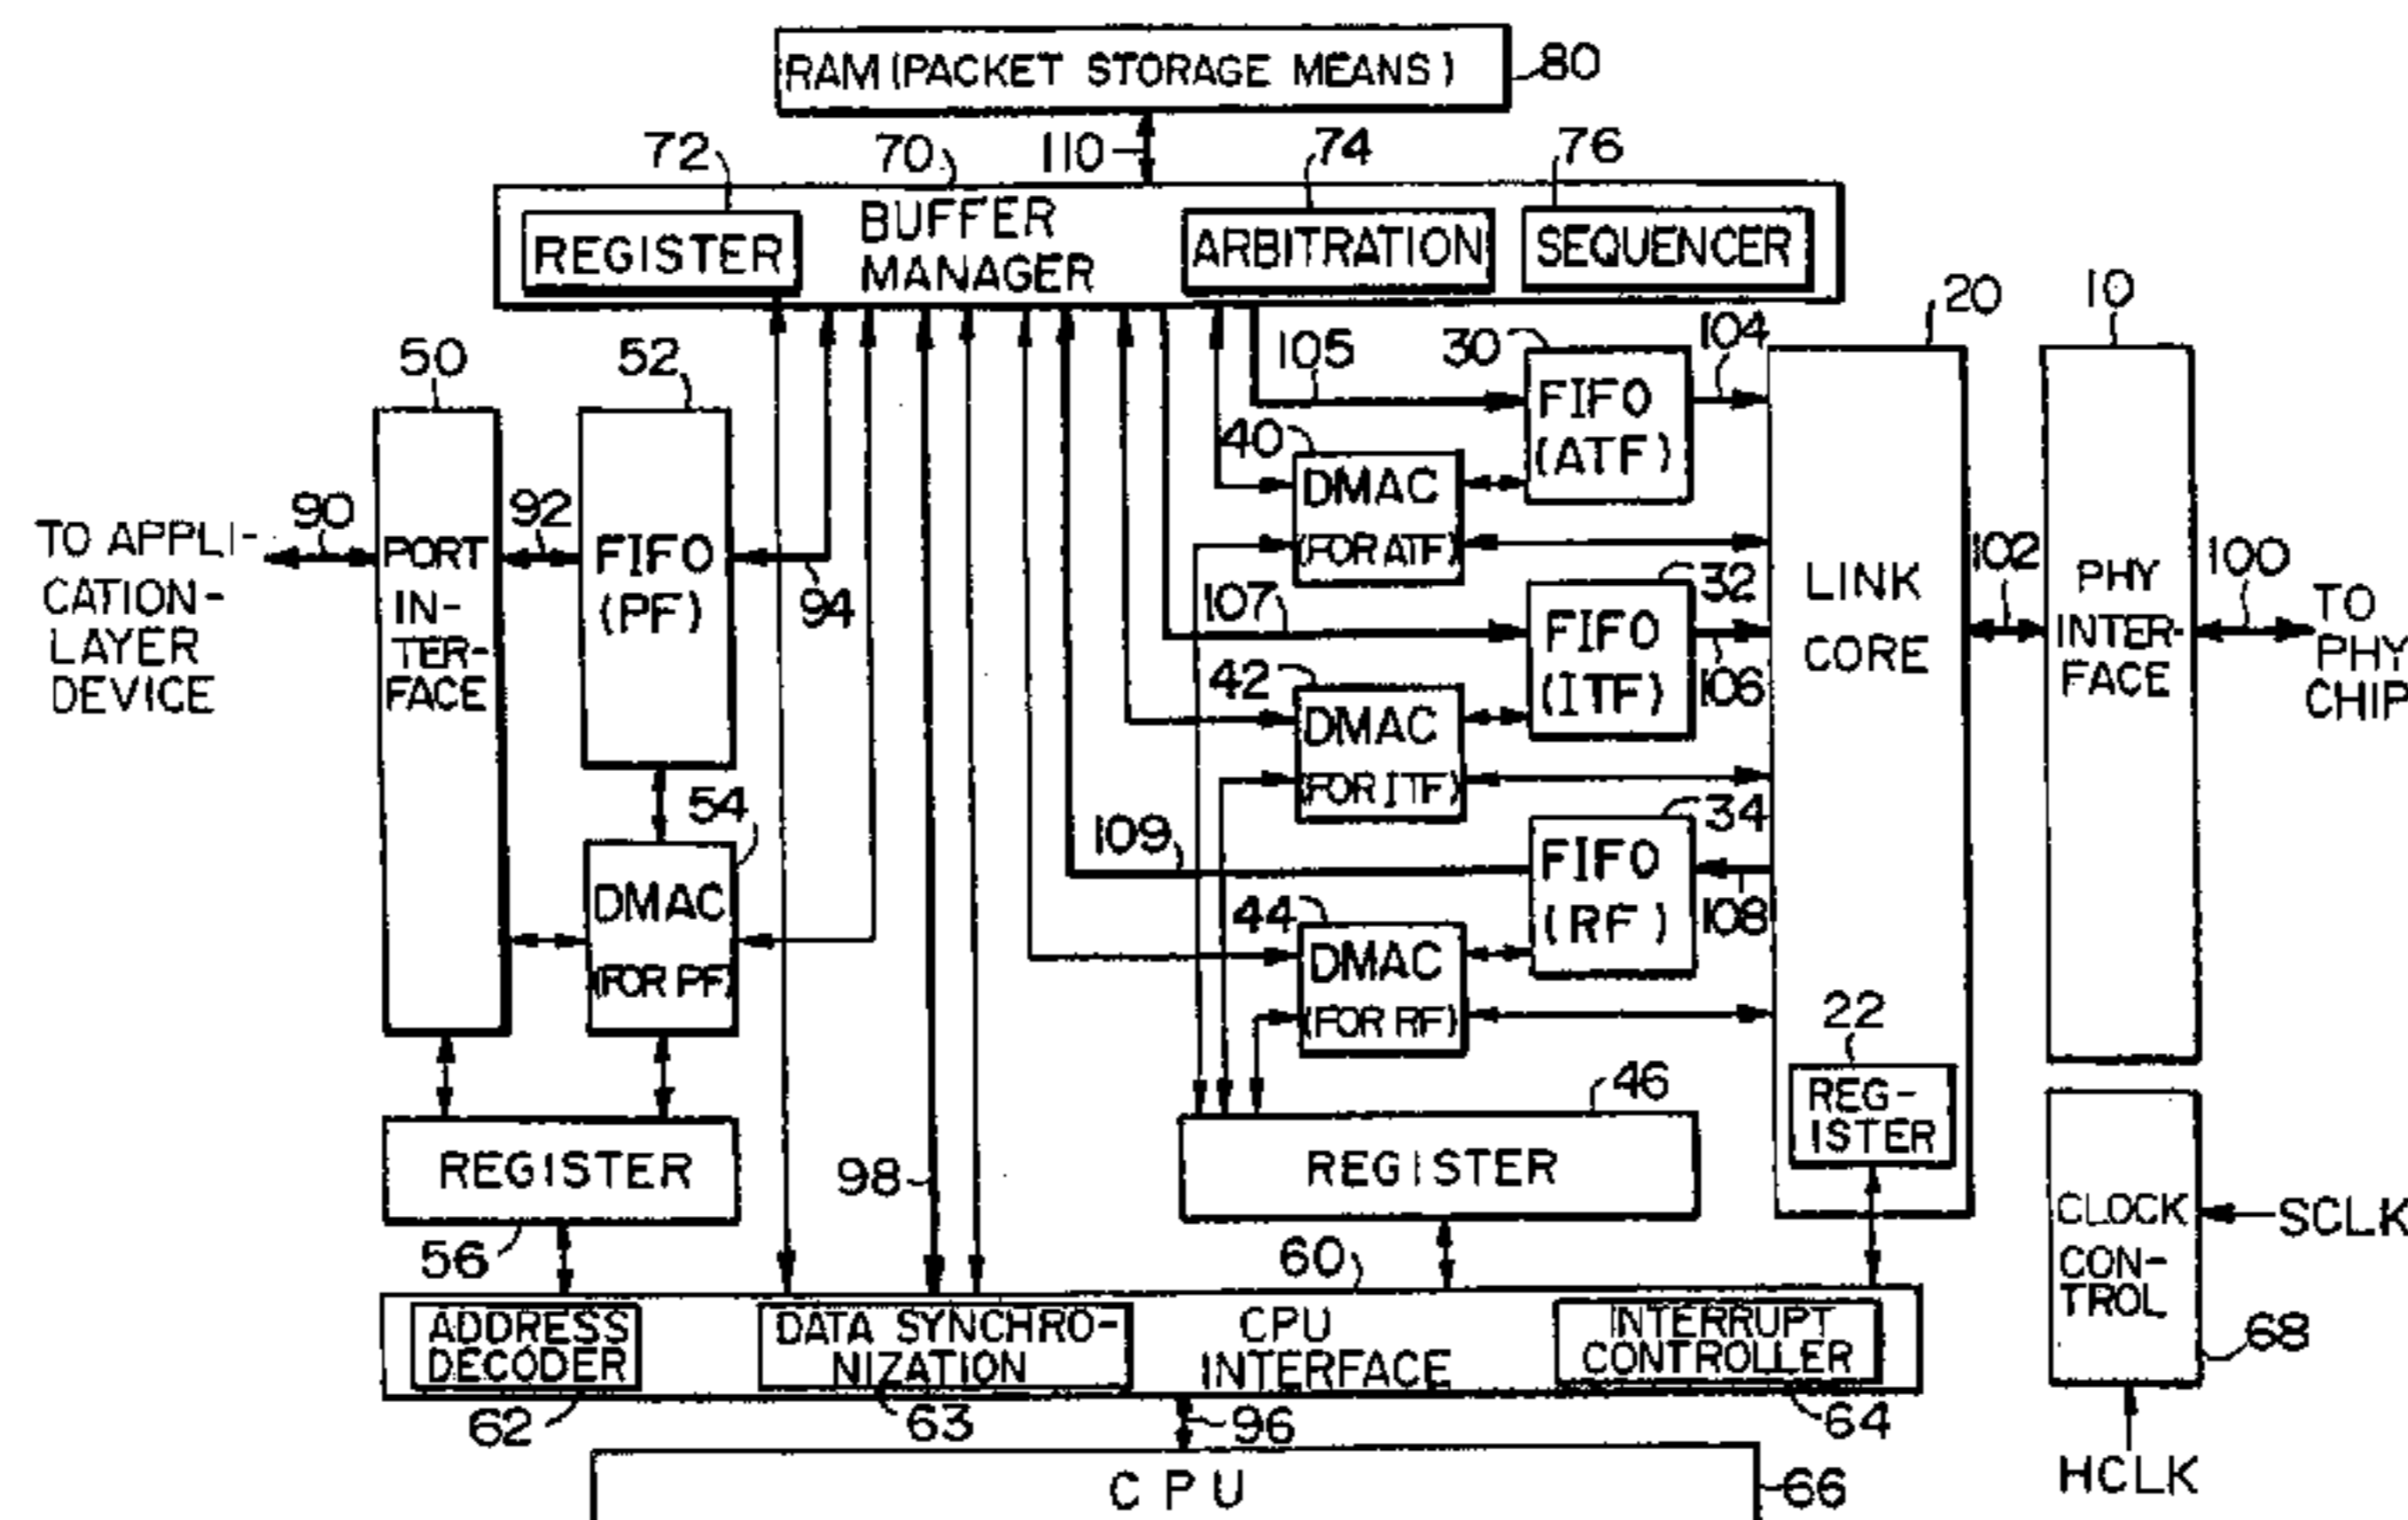 RAM (PACKET STORAGE MEANS)
80
72
70
110
74
76
BUFFER
MANAGER
REGISTER
ARBITRATION
SEQUENCER
20
10
50
52
105
30
104
FIFO
(ATF)
40
DMAC
(FOR ATF)
TO APPLI-
CATION-
LAYER
DEVICE
90
PORT
IN-
TER-
FACE
92
FIFO
(PF)
94
107
32
FIFO
(ITF)
106
LINK
CORE
102
PHY
INTER-
FACE
100
TO
PHY
CHIP
42
DMAC
(FOR ITF)
54
DMAC
(FOR PF)
109
34
FIFO
(RF)
108
44
DMAC
(FOR RF)
22
REG-
ISTER
46
REGISTER
REGISTER
56
98
60
CLOCK
CON-
TROL
SCLK
68
HCLK
ADDRESS
DECODER
DATA SYNCHRO-
NIZATION
CPU
INTERFACE
INTERRUPT
CONTROLLER
62
63
96
64
CPU
66